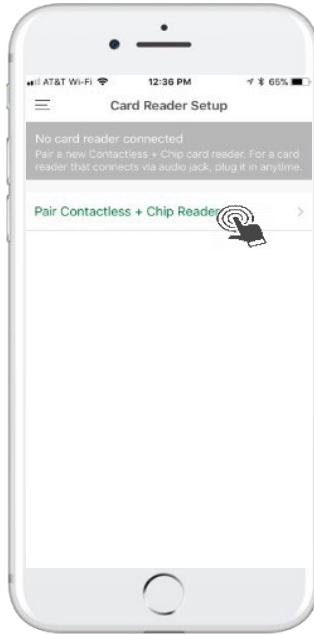 AT&T Wi-Fi 12:36 PM 65%
Card Reader Setup
No card reader connected
Pair a new Contactless + Chip card reader. For a card
reader that connects via audio jack, plug it in anytime.
Pair Contactless + Chip Reader